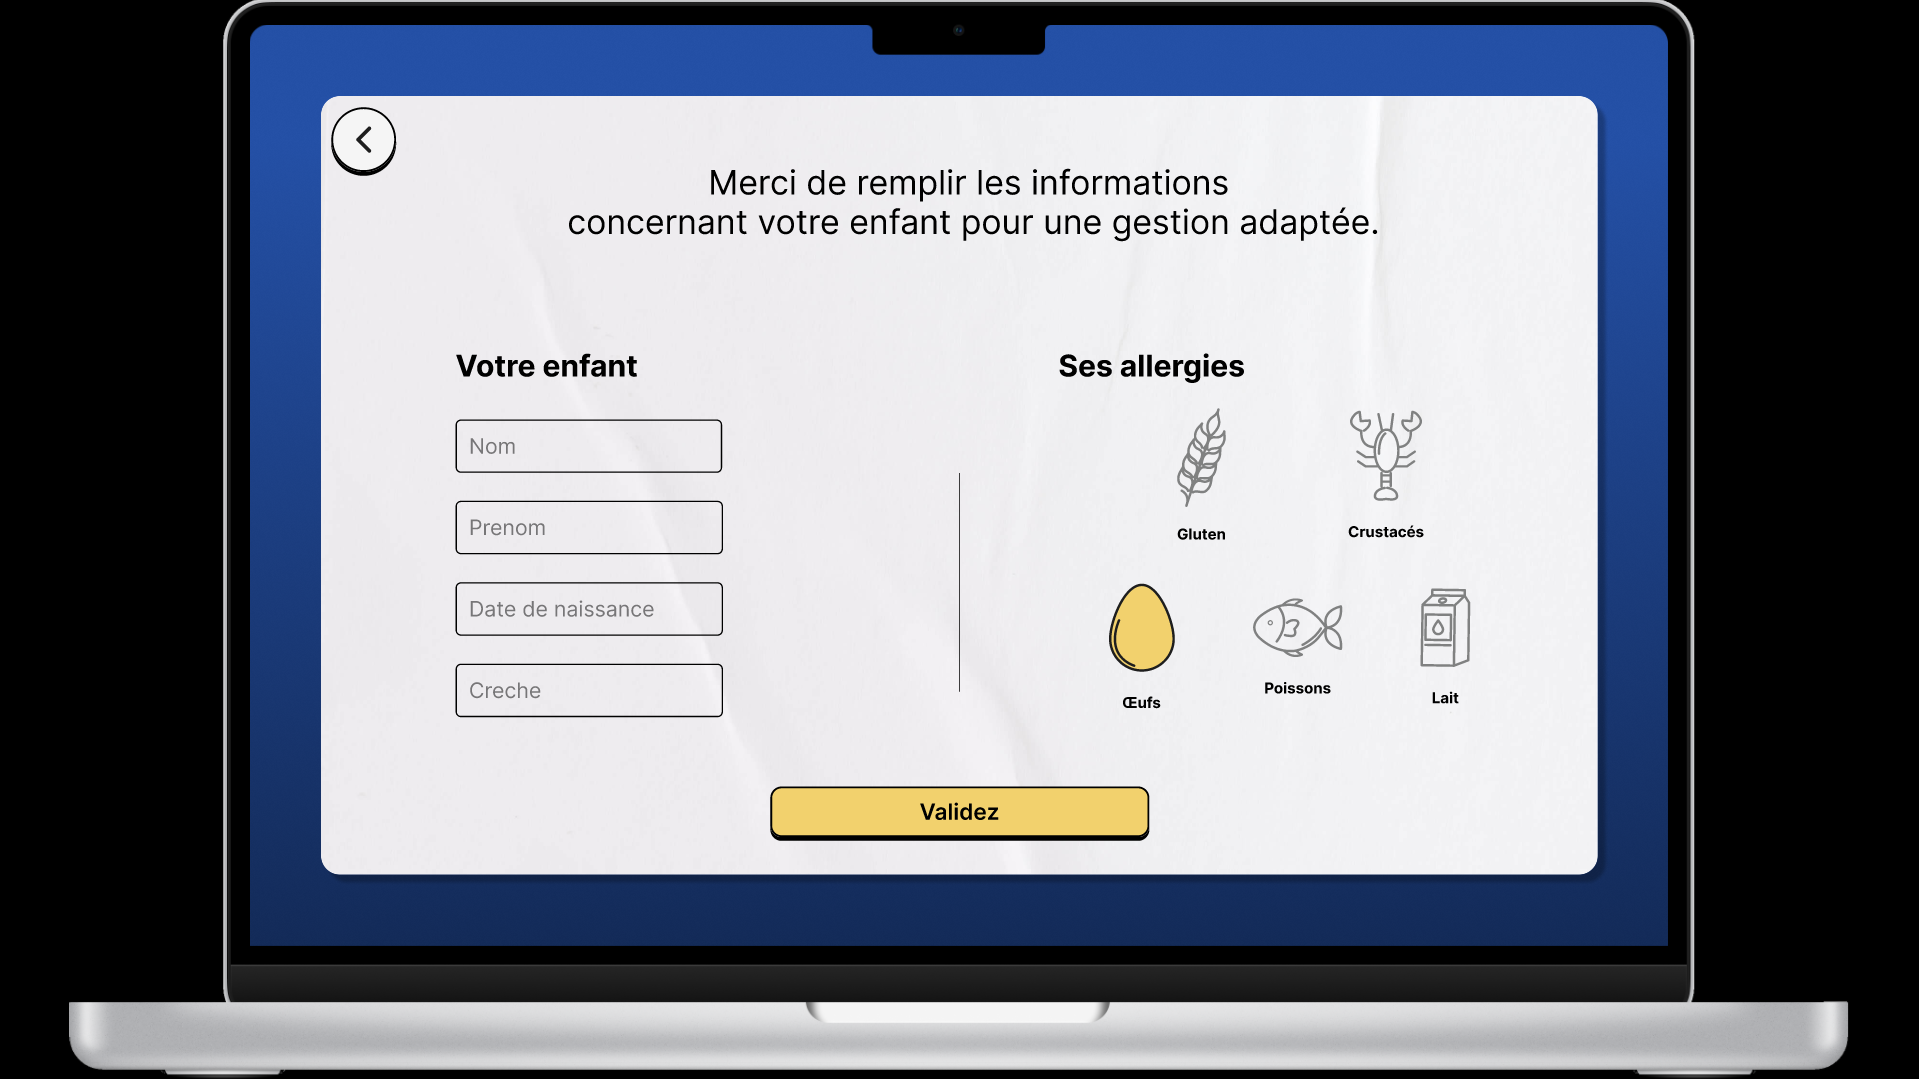 Merci de remplir les informations
concernant votre enfant pour une gestion adaptée.
Votre enfant
Nom
Prenom
Date de naissance
Creche
Ses allergies
Gluten
Crustacés
Œufs
Poissons
Lait
Validez